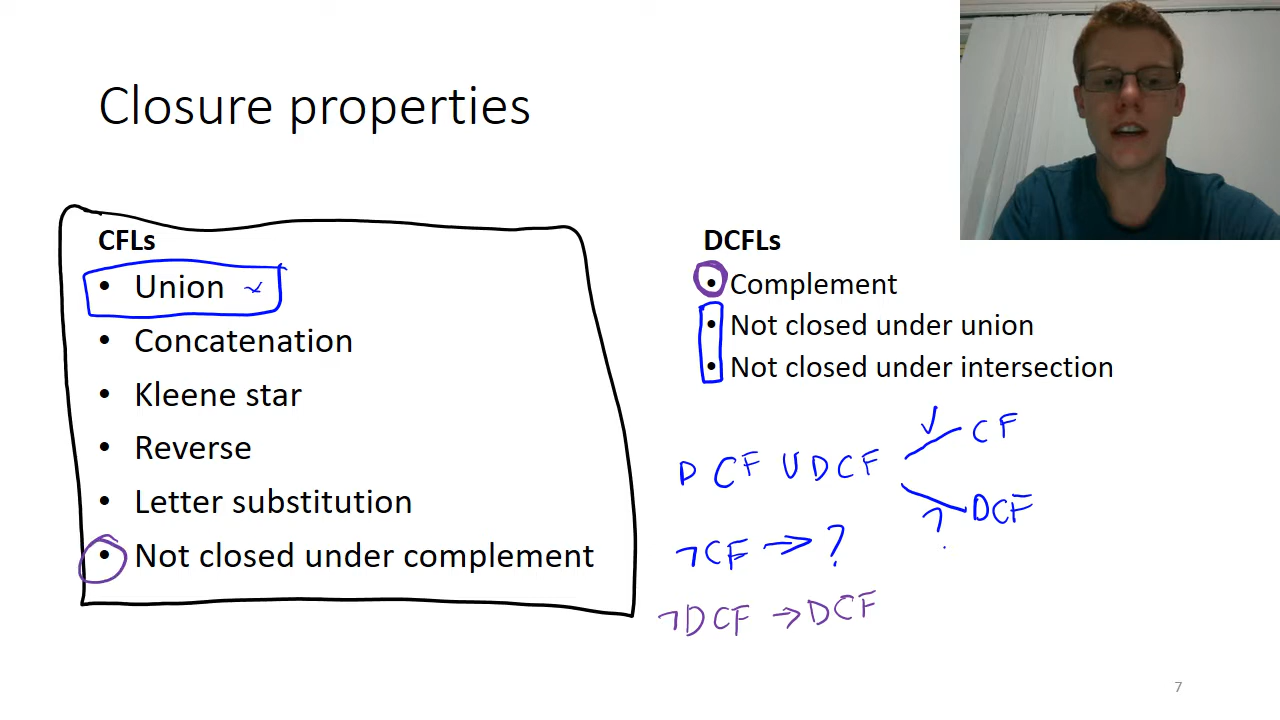 Closure properties
CFLs
• Union
• Concatenation
• Kleene star
• Reverse
• Letter substitution
• Not closed under complement
DCFLs
• Complement
• Not closed under union
• Not closed under intersection
DCF ∪ DCF
✓ CF
? DCF
¬CF → ?
¬DCF → DCF
7